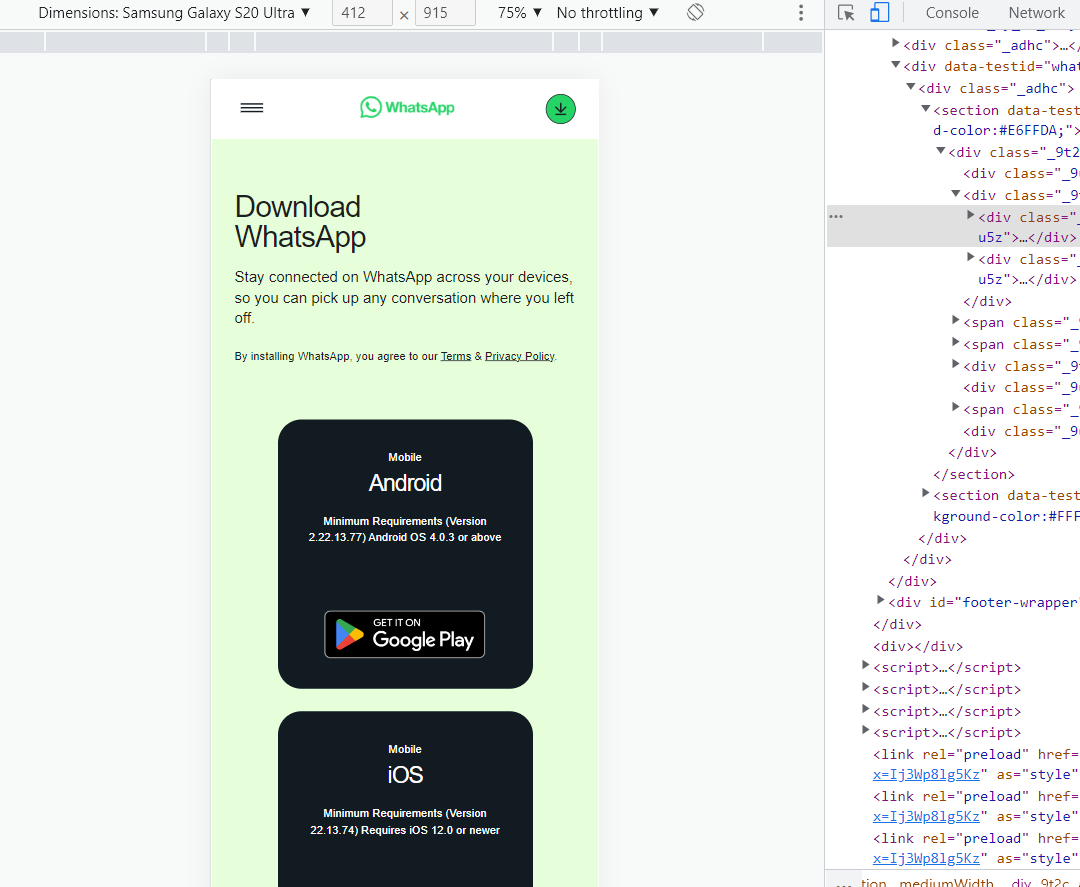 Dimensions: Samsung Galaxy S20 Ultra ▼ 412 × 915 75% ▼ No throttling ▼
WhatsApp
Download
WhatsApp
Stay connected on WhatsApp across your devices,
so you can pick up any conversation where you left
off.
By installing WhatsApp, you agree to our Terms & Privacy Policy.
Mobile
Android
Minimum Requirements (Version
2.22.13.77) Android OS 4.0.3 or above
GET IT ON
Google Play
Mobile
iOS
Minimum Requirements (Version
22.13.74) Requires iOS 12.0 or newer
Console Network
<div class="_adhc">…</
<div data-testid="what
<div class="_adhc">
<section data-test
d-color:#E6FFDA;">
<div class="_9t2
<div class="_9
<div class="_9
<div class="_
u5z">…</div>
<div class="_
u5z">…</div>
</div>
<span class="_9
<span class="_9
<div class="_9
<div class="_9
<span class="_9
<div class="_9
</div>
</section>
<section data-test
kground-color:#FFF
</div>
</div>
</div>
<div id="footer-wrapper"
</div>
<div></div>
<script>…</script>
<script>…</script>
<script>…</script>
<script>…</script>
<link rel="preload" href=
x=Ij3Wp8lg5Kz" as="style"
<link rel="preload" href=
x=Ij3Wp8lg5Kz" as="style"
<link rel="preload" href=
x=Ij3Wp8lg5Kz" as="style"
… tion._mediumWidth. div._9t2c.